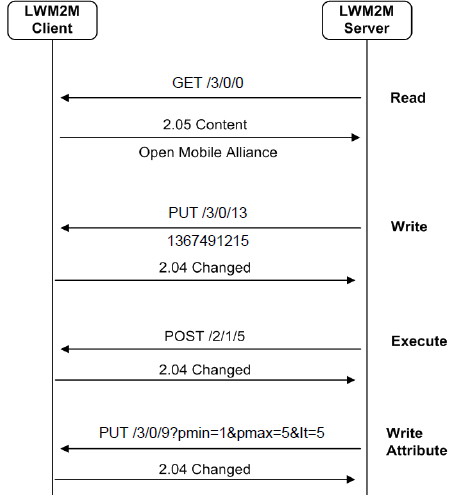 LWM2M
Client
LWM2M
Server
GET /3/0/0
Read
2.05 Content
Open Mobile Alliance
PUT /3/0/13
Write
1367491215
2.04 Changed
POST /2/1/5
Execute
2.04 Changed
PUT /3/0/9?pmin=1&pmax=5&lt=5
Write
Attribute
2.04 Changed